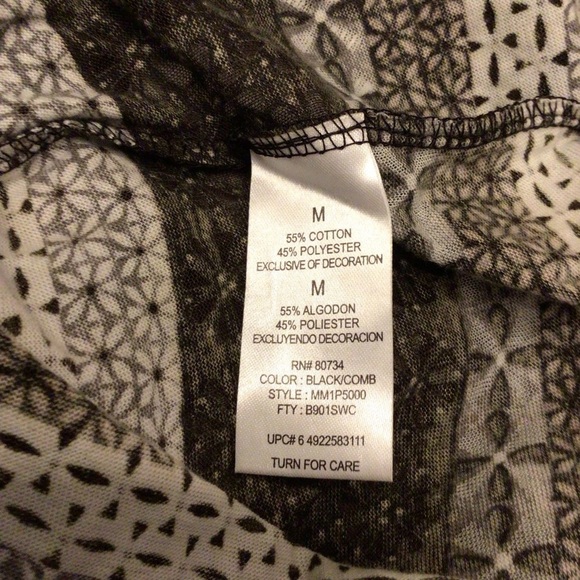 M
55% COTTON
45% POLYESTER
EXCLUSIVE OF DECORATION
M
55% ALGODON
45% POLIESTER
EXCLUYENDO DECORACION
RN# 80734
COLOR : BLACK/COMB
STYLE : MM1P5000
FTY : B901SWC
UPC# 6 4922583111
TURN FOR CARE